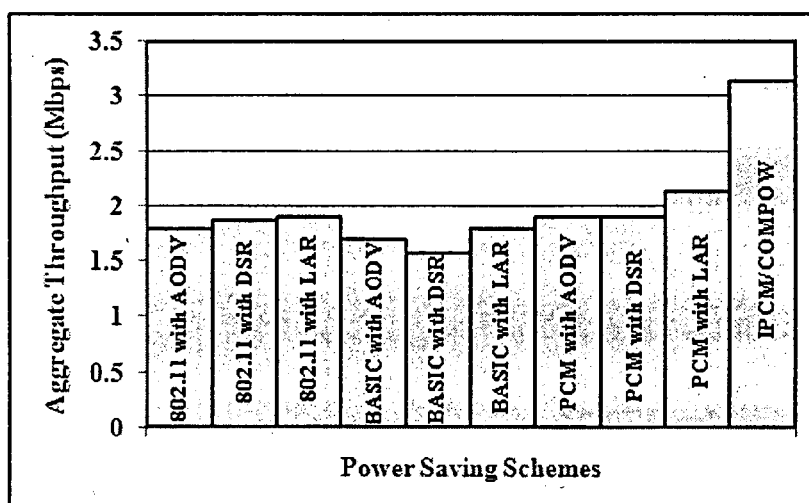 Aggregate Throughput (Mbps)
3.5
3
2.5
2
1.5
1
0.5
0
802.11 with AODV
802.11 with DSR
802.11 with LAR
BASIC with AODV
BASIC with DSR
BASIC with LAR
PCM with AODV
PCM with DSR
PCM with LAR
IPCM/COMPOW
Power Saving Schemes